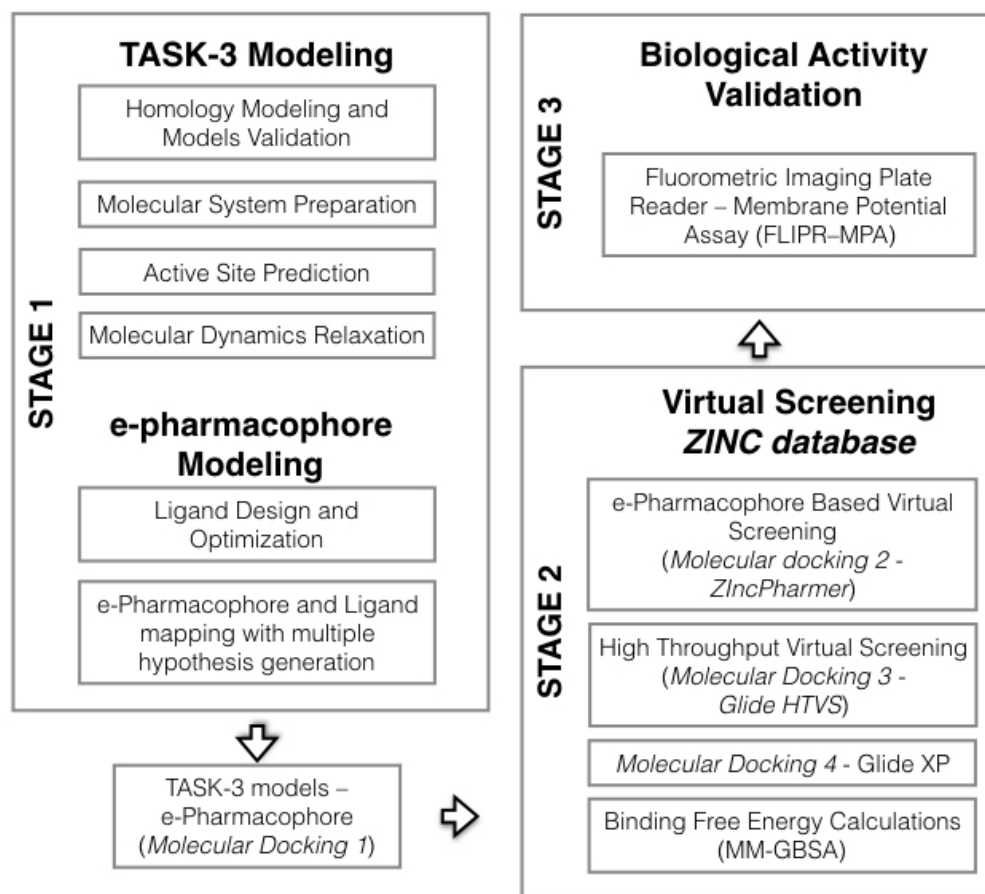 STAGE 1
TASK-3 Modeling
Homology Modeling and
Models Validation
Molecular System Preparation
Active Site Prediction
Molecular Dynamics Relaxation
e-pharmacophore
Modeling
Ligand Design and
Optimization
e-Pharmacophore and Ligand
mapping with multiple
hypothesis generation
TASK-3 models –
e-Pharmacophore
(Molecular Docking 1)
STAGE 2
Virtual Screening
ZINC database
e-Pharmacophore Based Virtual
Screening
(Molecular docking 2 -
ZIncPharmer)
High Throughput Virtual Screening
(Molecular Docking 3 -
Glide HTVS)
Molecular Docking 4 - Glide XP
Binding Free Energy Calculations
(MM-GBSA)
STAGE 3
Biological Activity
Validation
Fluorometric Imaging Plate
Reader – Membrane Potential
Assay (FLIPR–MPA)